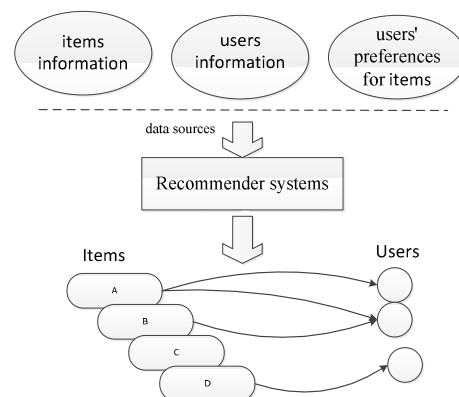 items
information
users
information
users'
preferences
for items
data sources
Recommender systems
Items
Users
A
B
C
D